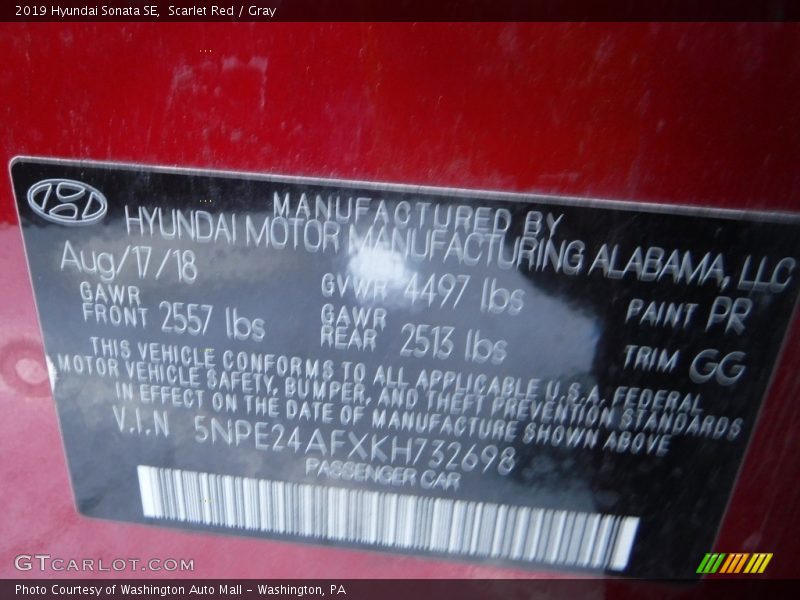 2019 Hyundai Sonata SE,  Scarlet Red / Gray
MANUFACTURED BY
HYUNDAI MOTOR MANUFACTURING ALABAMA, LLC
Aug/17/18
GAWR FRONT 2557 lbs
GVWR 4497 lbs
GAWR REAR 2513 lbs
PAINT PR
TRIM GG
THIS VEHICLE CONFORMS TO ALL APPLICABLE U.S.A. FEDERAL
MOTOR VEHICLE SAFETY, BUMPER, AND THEFT PREVENTION STANDARDS
IN EFFECT ON THE DATE OF MANUFACTURE SHOWN ABOVE
V.I.N 5NPE24AFXKH732698
PASSENGER CAR
GTCARLOT.COM
Photo Courtesy of Washington Auto Mall – Washington, PA